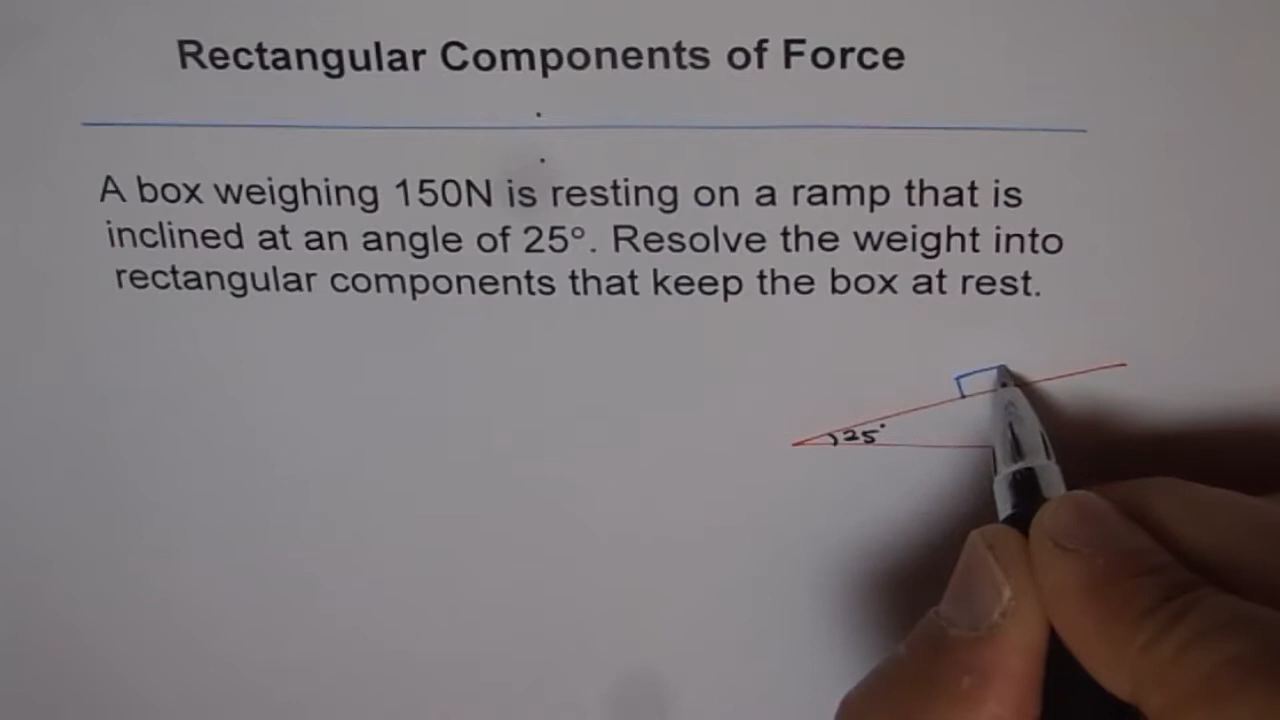 Rectangular Components of Force
A box weighing 150N is resting on a ramp that is
inclined at an angle of 25°. Resolve the weight into
rectangular components that keep the box at rest.
25°